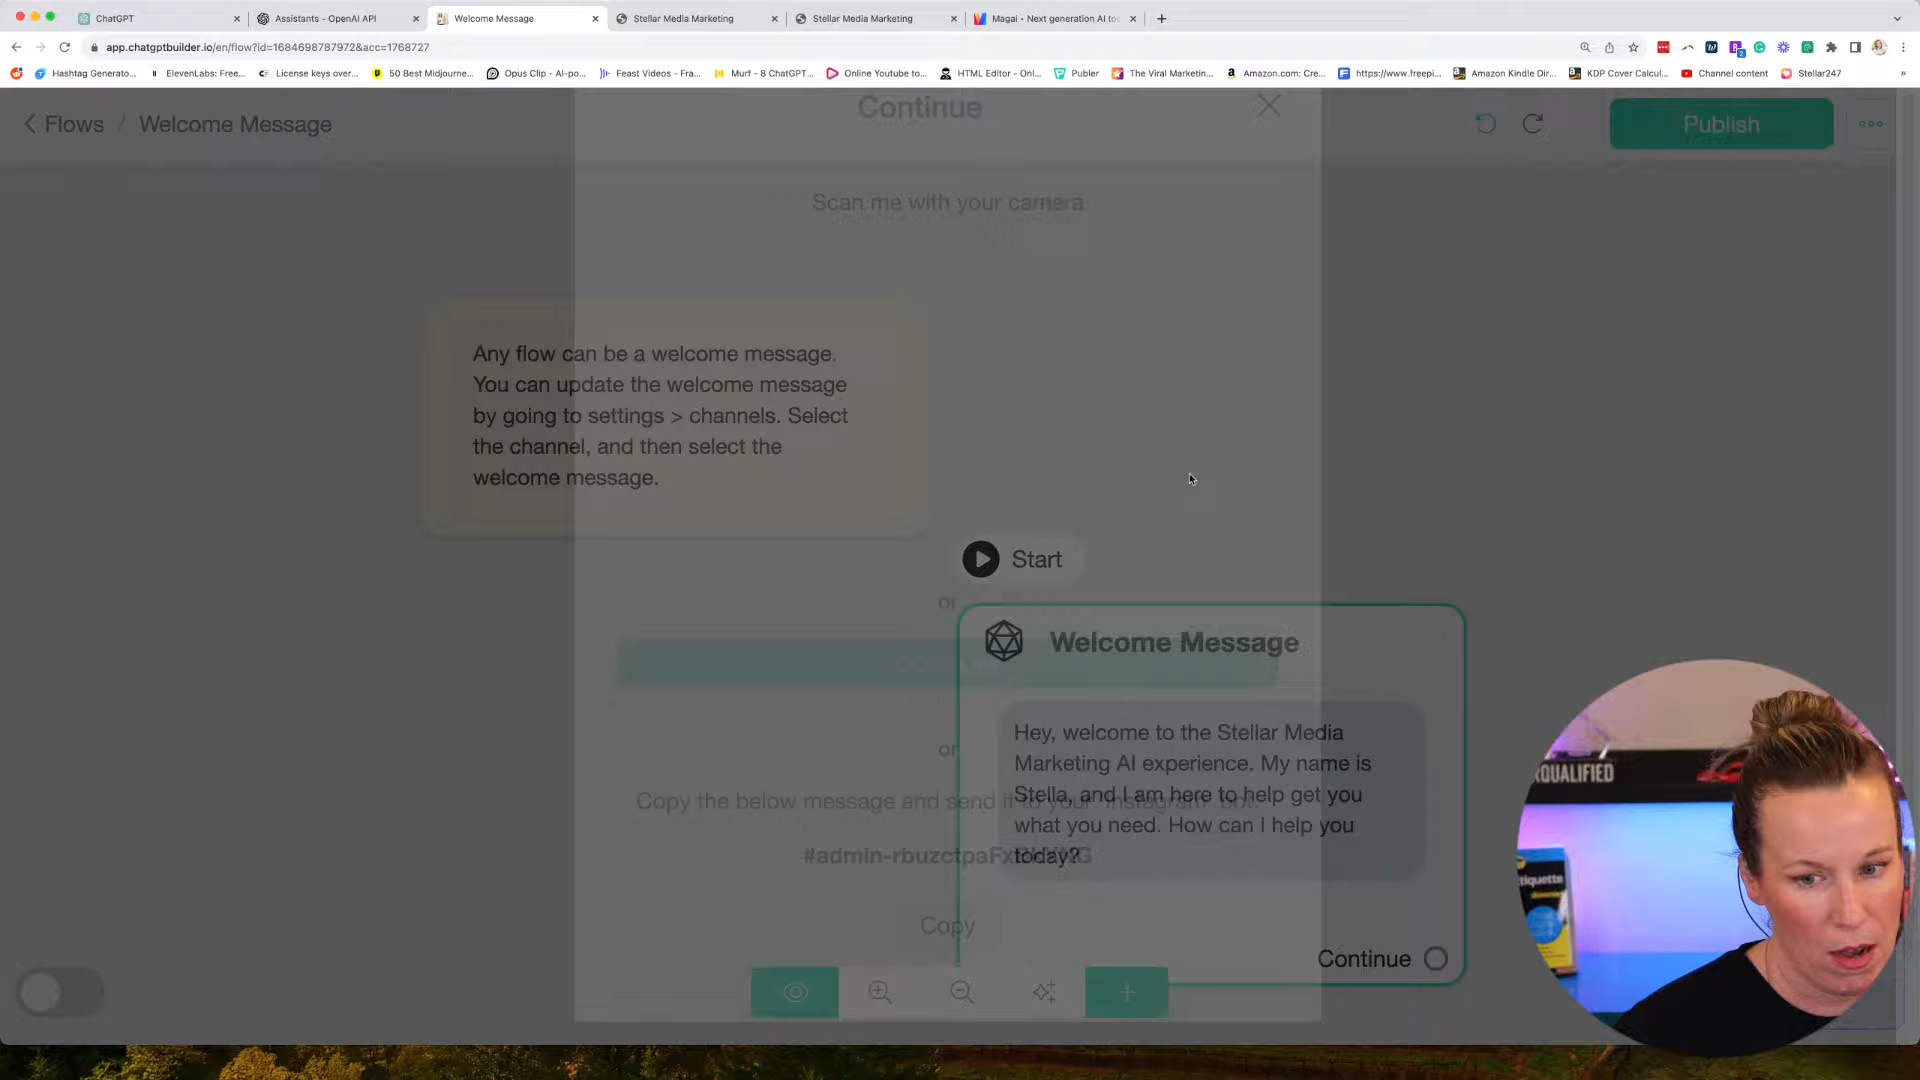 ChatGPT
Assistants - OpenAI API
Welcome Message
Stellar Media Marketing
Stellar Media Marketing
Magai - Next generation AI to
app.chatgptbuilder.io/en/flow?id=1684698787972&acc=1768727
Hashtag Generato...
ElevenLabs: Free...
License keys over...
50 Best Midjourne...
Opus Clip - AI-po...
Feast Videos - Fra...
Murf - 8 ChatGPT...
Online Youtube to...
HTML Editor - Onl...
Publer
The Viral Marketin...
Amazon.com: Cre...
https://www.freepi...
Amazon Kindle Dir...
KDP Cover Calcul...
Channel content
Stellar247
Flows / Welcome Message
Continue
Publish
Scan me with your camera
Any flow can be a welcome message.
You can update the welcome message
by going to settings > channels. Select
the channel, and then select the
welcome message.
Start
or
Welcome Message
Hey, welcome to the Stellar Media
Marketing AI experience. My name is
Stella, and I am here to help get you
what you need. How can I help you
today?
or
Copy the below message and send it to your Instagram bot
Copy
Continue
QUALIFIED
tiquette